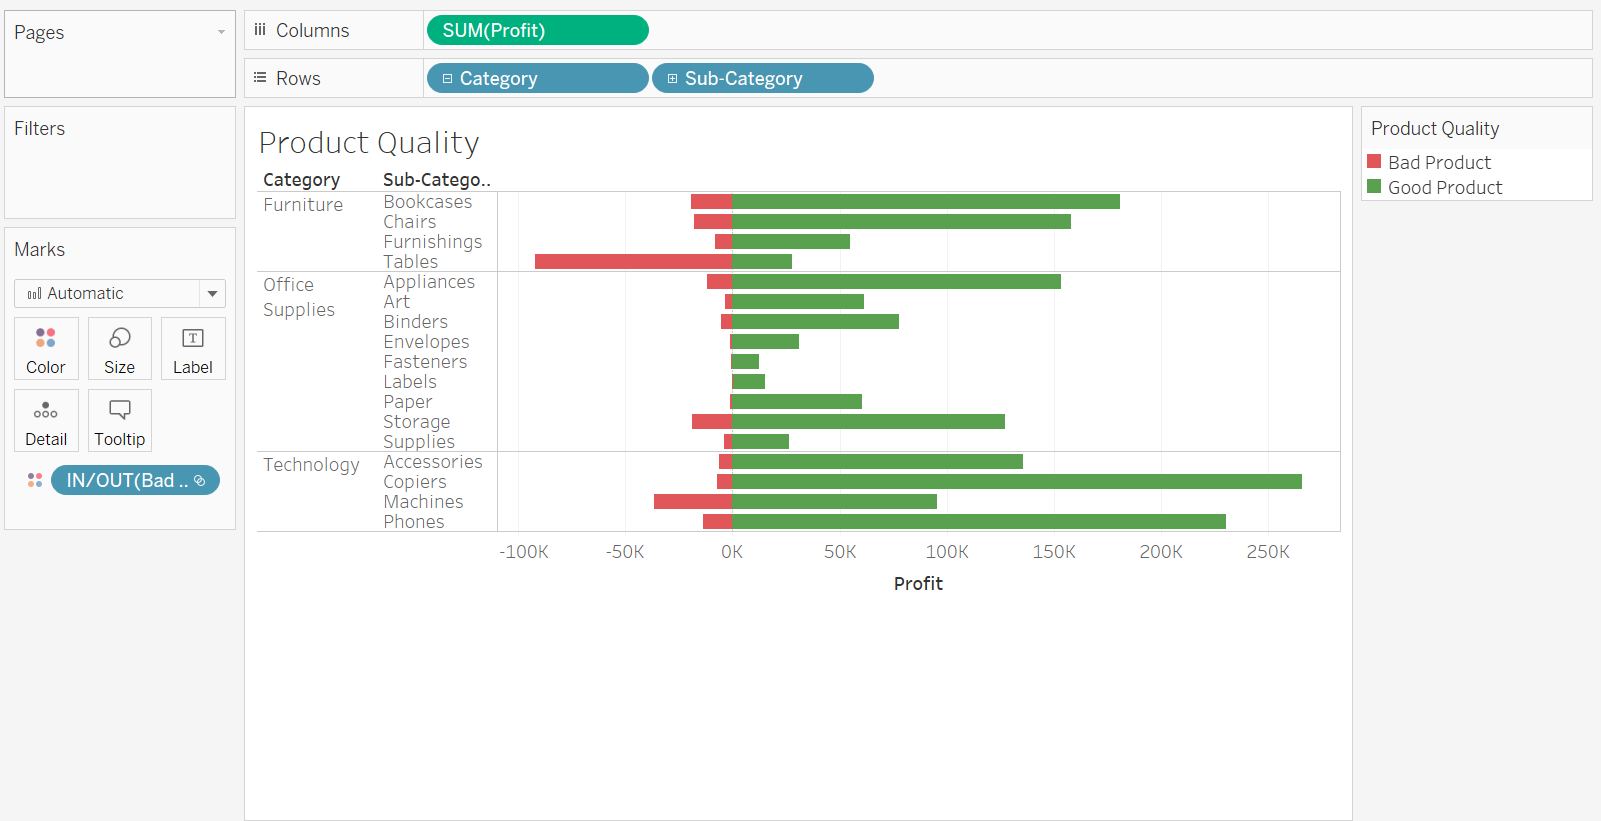 Pages
Columns
SUM(Profit)
Rows
Category
Sub-Category
Filters
Marks
Automatic
Color
Size
Label
Detail
Tooltip
IN/OUT(Bad ..
Product Quality
Category
Sub-Catego..
Furniture
Bookcases
Chairs
Furnishings
Tables
Office
Supplies
Appliances
Art
Binders
Envelopes
Fasteners
Labels
Paper
Storage
Supplies
Technology
Accessories
Copiers
Machines
Phones
-100K
-50K
0K
50K
100K
150K
200K
250K
Profit
Product Quality
Bad Product
Good Product